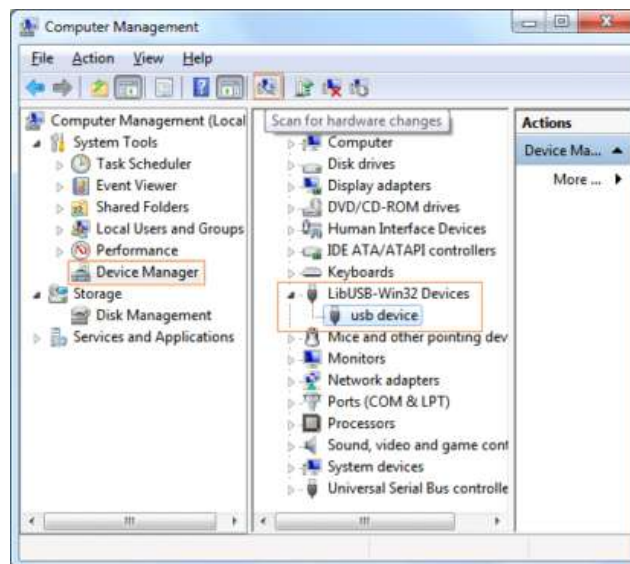 Computer Management
File Action View Help
Computer Management (Local
System Tools
Task Scheduler
Event Viewer
Shared Folders
Local Users and Groups
Performance
Device Manager
Storage
Disk Management
Services and Applications
Scan for hardware changes
Computer
Disk drives
Display adapters
DVD/CD-ROM drives
Human Interface Devices
IDE ATA/ATAPI controllers
Keyboards
LibUSB-Win32 Devices
usb device
Mice and other pointing dev
Monitors
Network adapters
Ports (COM & LPT)
Processors
Sound, video and game cont
System devices
Universal Serial Bus controlle
Actions
Device Ma...
More ...